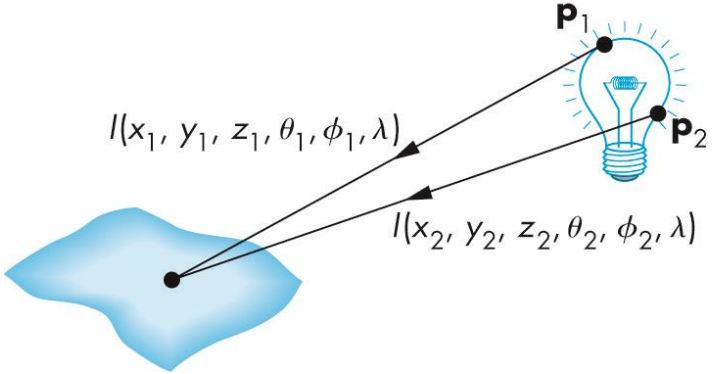 p₁
I(x₁, y₁, z₁, θ₁, ϕ₁, λ)
p₂
I(x₂, y₂, z₂, θ₂, ϕ₂, λ)